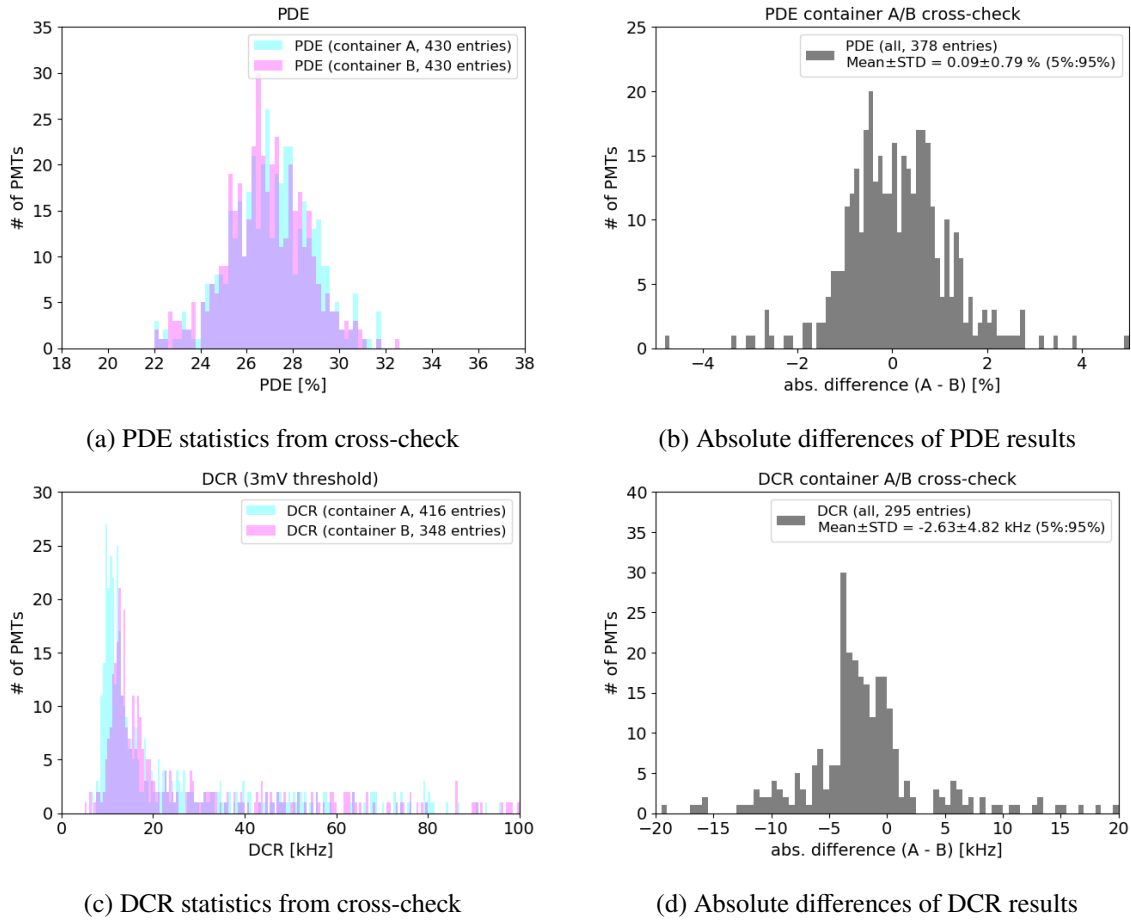 PDE
PDE (container A, 430 entries)
PDE (container B, 430 entries)
# of PMTs
35
30
25
20
15
10
5
0
18 20 22 24 26 28 30 32 34 36 38
PDE [%]
(a) PDE statistics from cross-check
PDE container A/B cross-check
PDE (all, 378 entries)
Mean±STD = 0.09±0.79 % (5%:95%)
# of PMTs
25
20
15
10
5
0
−4 −2 0 2 4
abs. difference (A - B) [%]
(b) Absolute differences of PDE results
DCR (3mV threshold)
DCR (container A, 416 entries)
DCR (container B, 348 entries)
# of PMTs
30
25
20
15
10
5
0
0 20 40 60 80 100
DCR [kHz]
(c) DCR statistics from cross-check
DCR container A/B cross-check
DCR (all, 295 entries)
Mean±STD = -2.63±4.82 kHz (5%:95%)
# of PMTs
40
35
30
25
20
15
10
5
0
−20 −15 −10 −5 0 5 10 15 20
abs. difference (A - B) [kHz]
(d) Absolute differences of DCR results